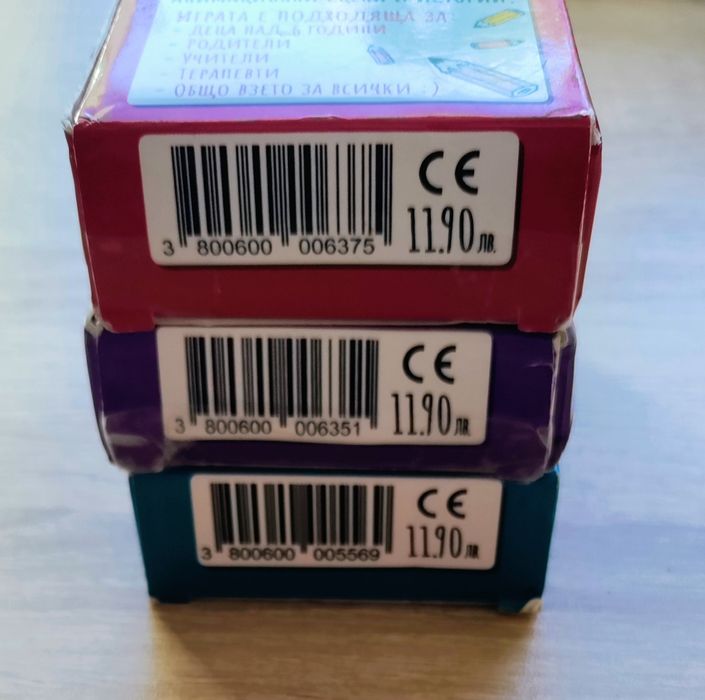 ИГРАТА Е ПОДХОДЯЩА ЗА:
- ДЕЦА НАД 6 ГОДИНИ
- РОДИТЕЛИ
- УЧИТЕЛИ
- ТЕРАПЕВТИ
- ОБЩО ВЗЕТО ЗА ВСИЧКИ :)
CE
11.90 лв.
3 800600 006375
CE
11.90 лв.
3 800600 006351
CE
11.90 лв.
3 800600 005569